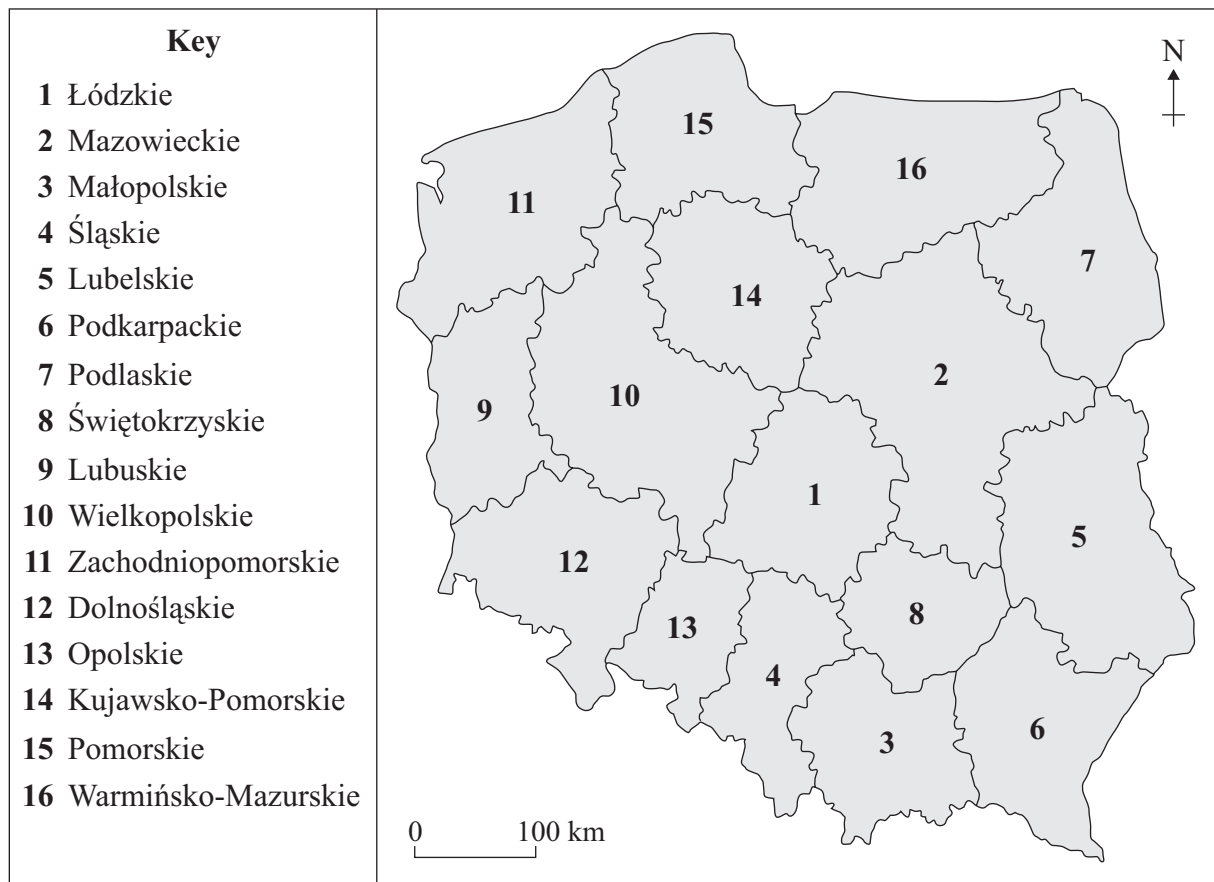 Key
1 Łódzkie
2 Mazowieckie
3 Małopolskie
4 Śląskie
5 Lubelskie
6 Podkarpackie
7 Podlaskie
8 Świętokrzyskie
9 Lubuskie
10 Wielkopolskie
11 Zachodniopomorskie
12 Dolnośląskie
13 Opolskie
14 Kujawsko-Pomorskie
15 Pomorskie
16 Warmińsko-Mazurskie
N
15
16
11
7
14
2
10
9
1
5
12
8
13
4
6
3
0 100 km